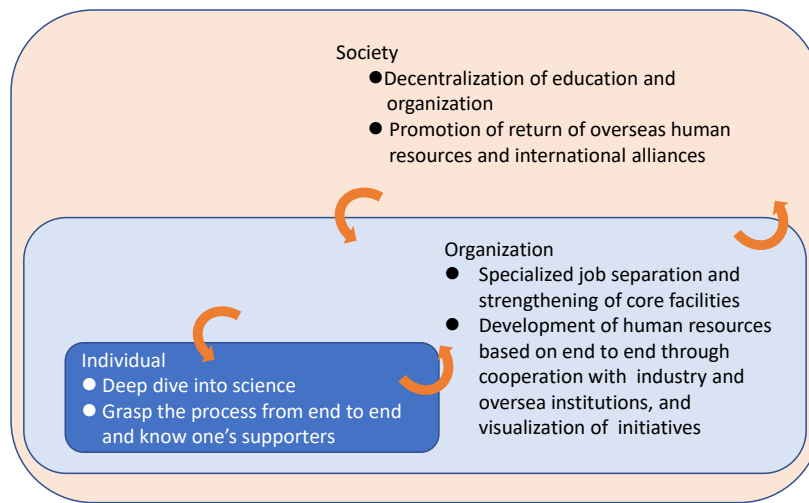 Society
●Decentralization of education and
organization
● Promotion of return of overseas human
resources and international alliances
Organization
● Specialized job separation and
strengthening of core facilities
● Development of human resources
based on end to end through
cooperation with industry and
oversea institutions, and
visualization of initiatives
Individual
● Deep dive into science
● Grasp the process from end to end
and know one’s supporters